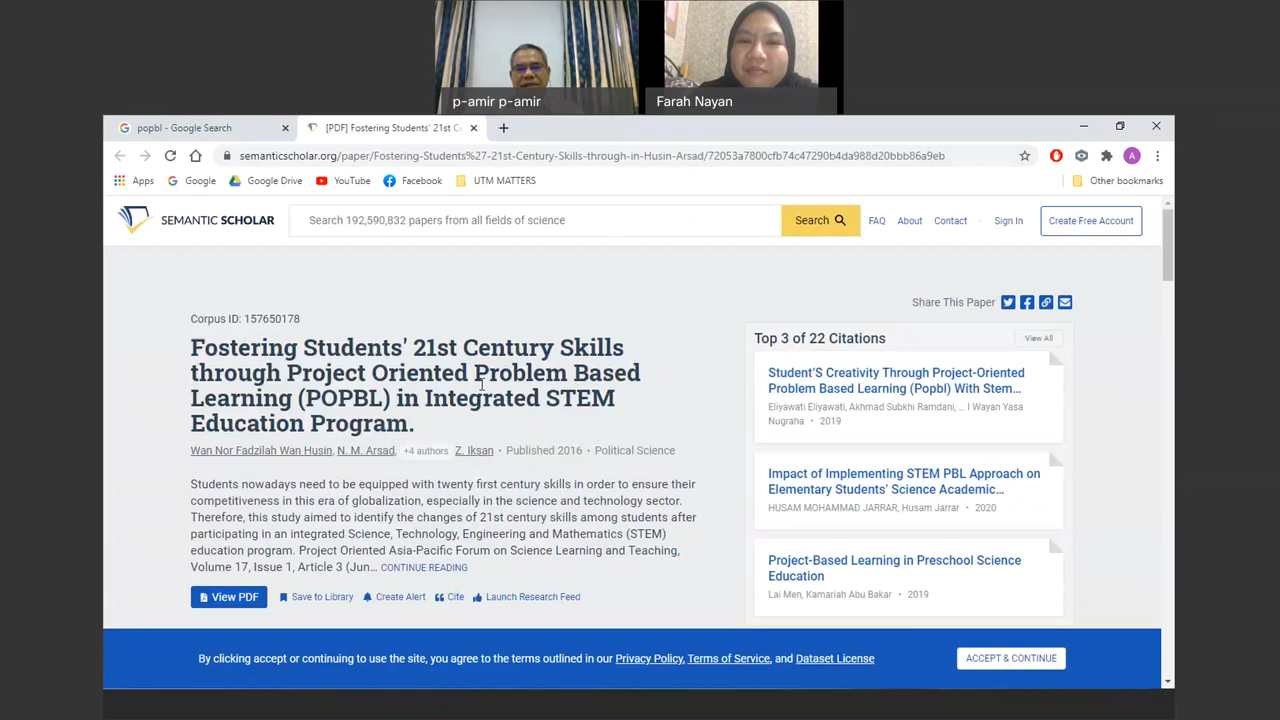 p-amir p-amir
Farah Nayan
popbl - Google Search
[PDF] Fostering Students' 21st C
semanticscholar.org/paper/Fostering-Students%27-21st-Century-Skills-through-in-Husin-Arsad/72053a7800cfb74c47290b4da988d20bbb86a9eb
A
Apps
Google
Google Drive
YouTube
Facebook
UTM MATTERS
Other bookmarks
SEMANTIC SCHOLAR
Search 192,590,832 papers from all fields of science
Search
FAQ
About
Contact
Sign In
Create Free Account
Share This Paper
Corpus ID: 157650178
Fostering Students' 21st Century Skills
through Project Oriented Problem Based
Learning (POPBL) in Integrated STEM
Education Program.
Wan Nor Fadzilah Wan Husin, N. M. Arsad, +4 authors Z. Iksan • Published 2016 • Political Science
Students nowadays need to be equipped with twenty first century skills in order to ensure their
competitiveness in this era of globalization, especially in the science and technology sector.
Therefore, this study aimed to identify the changes of 21st century skills among students after
participating in an integrated Science, Technology, Engineering and Mathematics (STEM)
education program. Project Oriented Asia-Pacific Forum on Science Learning and Teaching,
Volume 17, Issue 1, Article 3 (Jun... CONTINUE READING
View PDF
Save to Library
Create Alert
Cite
Launch Research Feed
Top 3 of 22 Citations
View All
Student'S Creativity Through Project-Oriented
Problem Based Learning (Popbl) With Stem...
Eliyawati Eliyawati, Akhmad Subkhi Ramdani, ... I Wayan Yasa
Nugraha • 2019
Impact of Implementing STEM PBL Approach on
Elementary Students' Science Academic...
HUSAM MOHAMMAD JARRAR, Husam Jarrar • 2020
Project-Based Learning in Preschool Science
Education
Lai Men, Kamariah Abu Bakar • 2019
By clicking accept or continuing to use the site, you agree to the terms outlined in our Privacy Policy, Terms of Service, and Dataset License
ACCEPT & CONTINUE